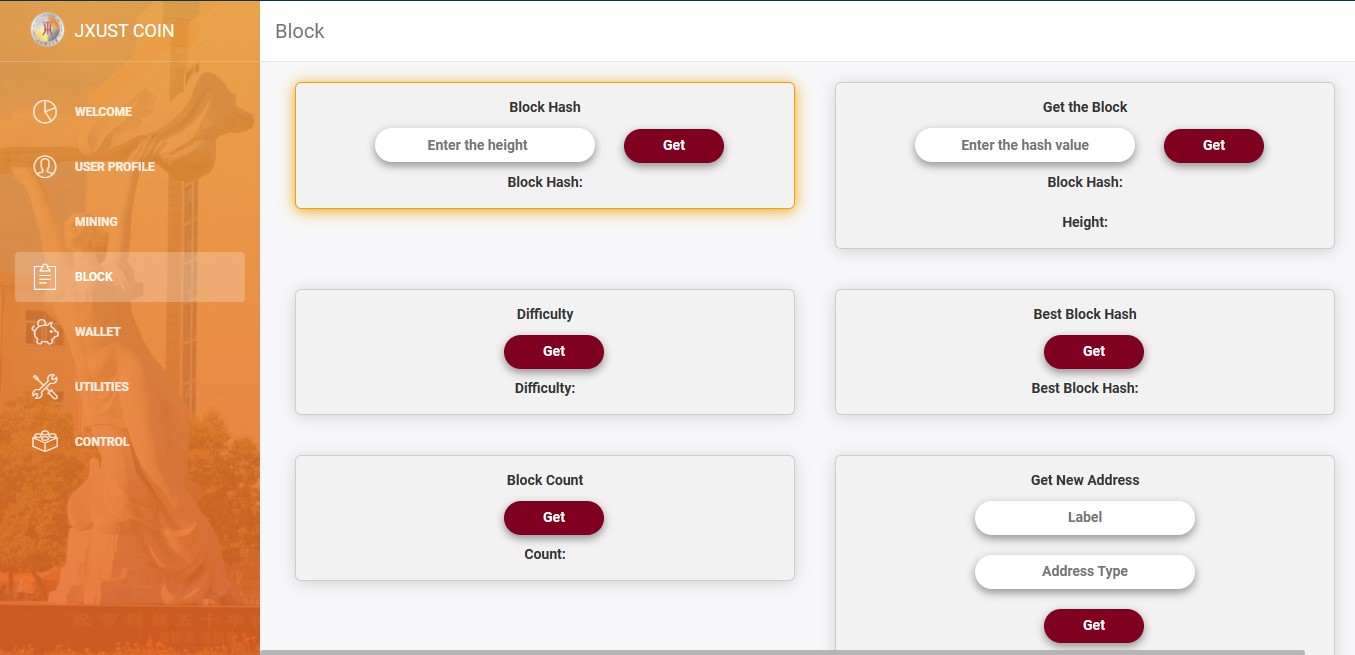 JXUST COIN
WELCOME
USER PROFILE
MINING
BLOCK
WALLET
UTILITIES
CONTROL
Block
Block Hash
Enter the height
Get
Block Hash:
Get the Block
Enter the hash value
Get
Block Hash:
Height:
Difficulty
Get
Difficulty:
Best Block Hash
Get
Best Block Hash:
Block Count
Get
Count:
Get New Address
Label
Address Type
Get